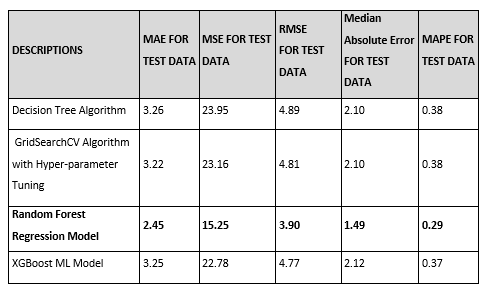 DESCRIPTIONS
MAE FOR
TEST DATA
MSE FOR TEST
DATA
RMSE
FOR TEST
DATA
Median
Absolute Error
FOR TEST
DATA
MAPE FOR
TEST DATA
Decision Tree Algorithm 3.26 23.95 4.89 2.10 0.38
GridSearchCV Algorithm
with Hyper-parameter 3.22 23.16 4.81 2.10 0.38
Tuning
Random Forest
Regression Model 2.45 15.25 3.90 1.49 0.29
XGBoost ML Model 3.25 22.78 4.77 2.12 0.37